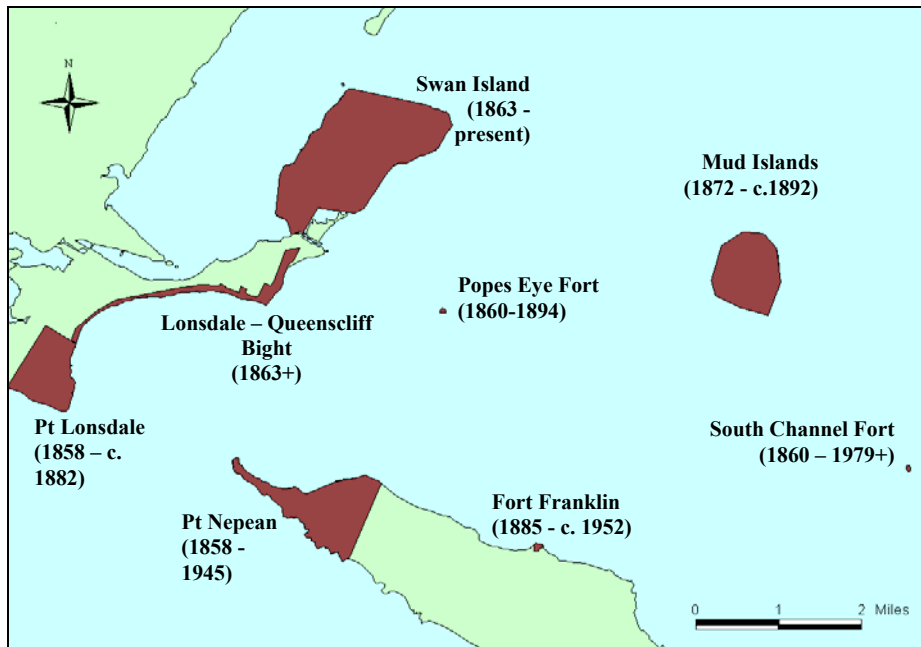 N
Swan Island
(1863 -
present)
Mud Islands
(1872 - c.1892)
Popes Eye Fort
(1860-1894)
Lonsdale – Queenscliff
Bight
(1863+)
Pt Lonsdale
(1858 – c.
1882)
South Channel Fort
(1860 – 1979+)
Fort Franklin
(1885 - c. 1952)
Pt Nepean
(1858 -
1945)
0 1 2 Miles